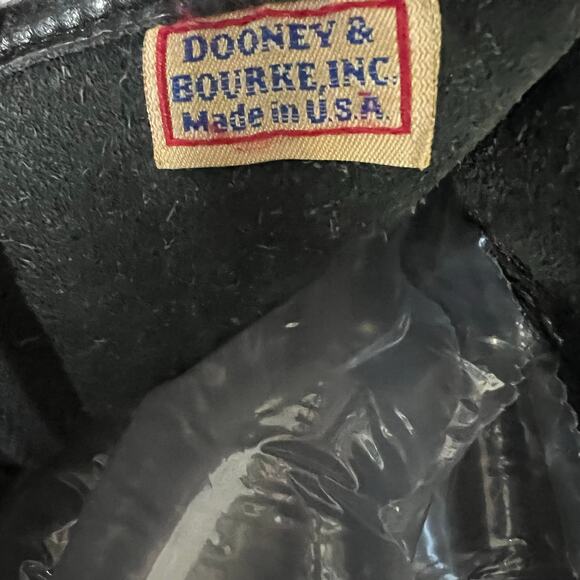 DOONEY &
BOURKE, INC.
Made in U.S.A.